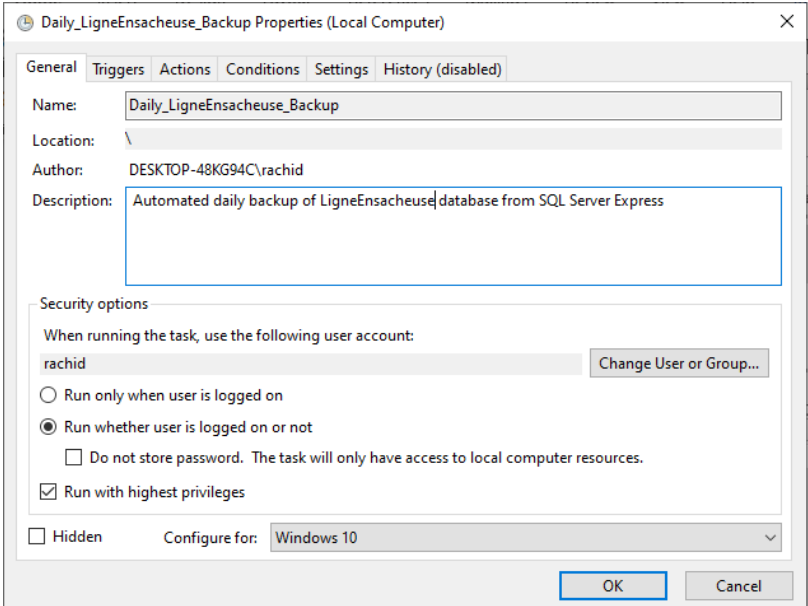 Daily_LigneEnsacheuse_Backup Properties (Local Computer)
General Triggers Actions Conditions Settings History (disabled)
Name: Daily_LigneEnsacheuse_Backup
Location: \
Author: DESKTOP-48KG94C\rachid
Description: Automated daily backup of LigneEnsacheuse database from SQL Server Express
Security options
When running the task, use the following user account:
rachid Change User or Group...
Run only when user is logged on
Run whether user is logged on or not
Do not store password. The task will only have access to local computer resources.
Run with highest privileges
Hidden Configure for: Windows 10
OK Cancel